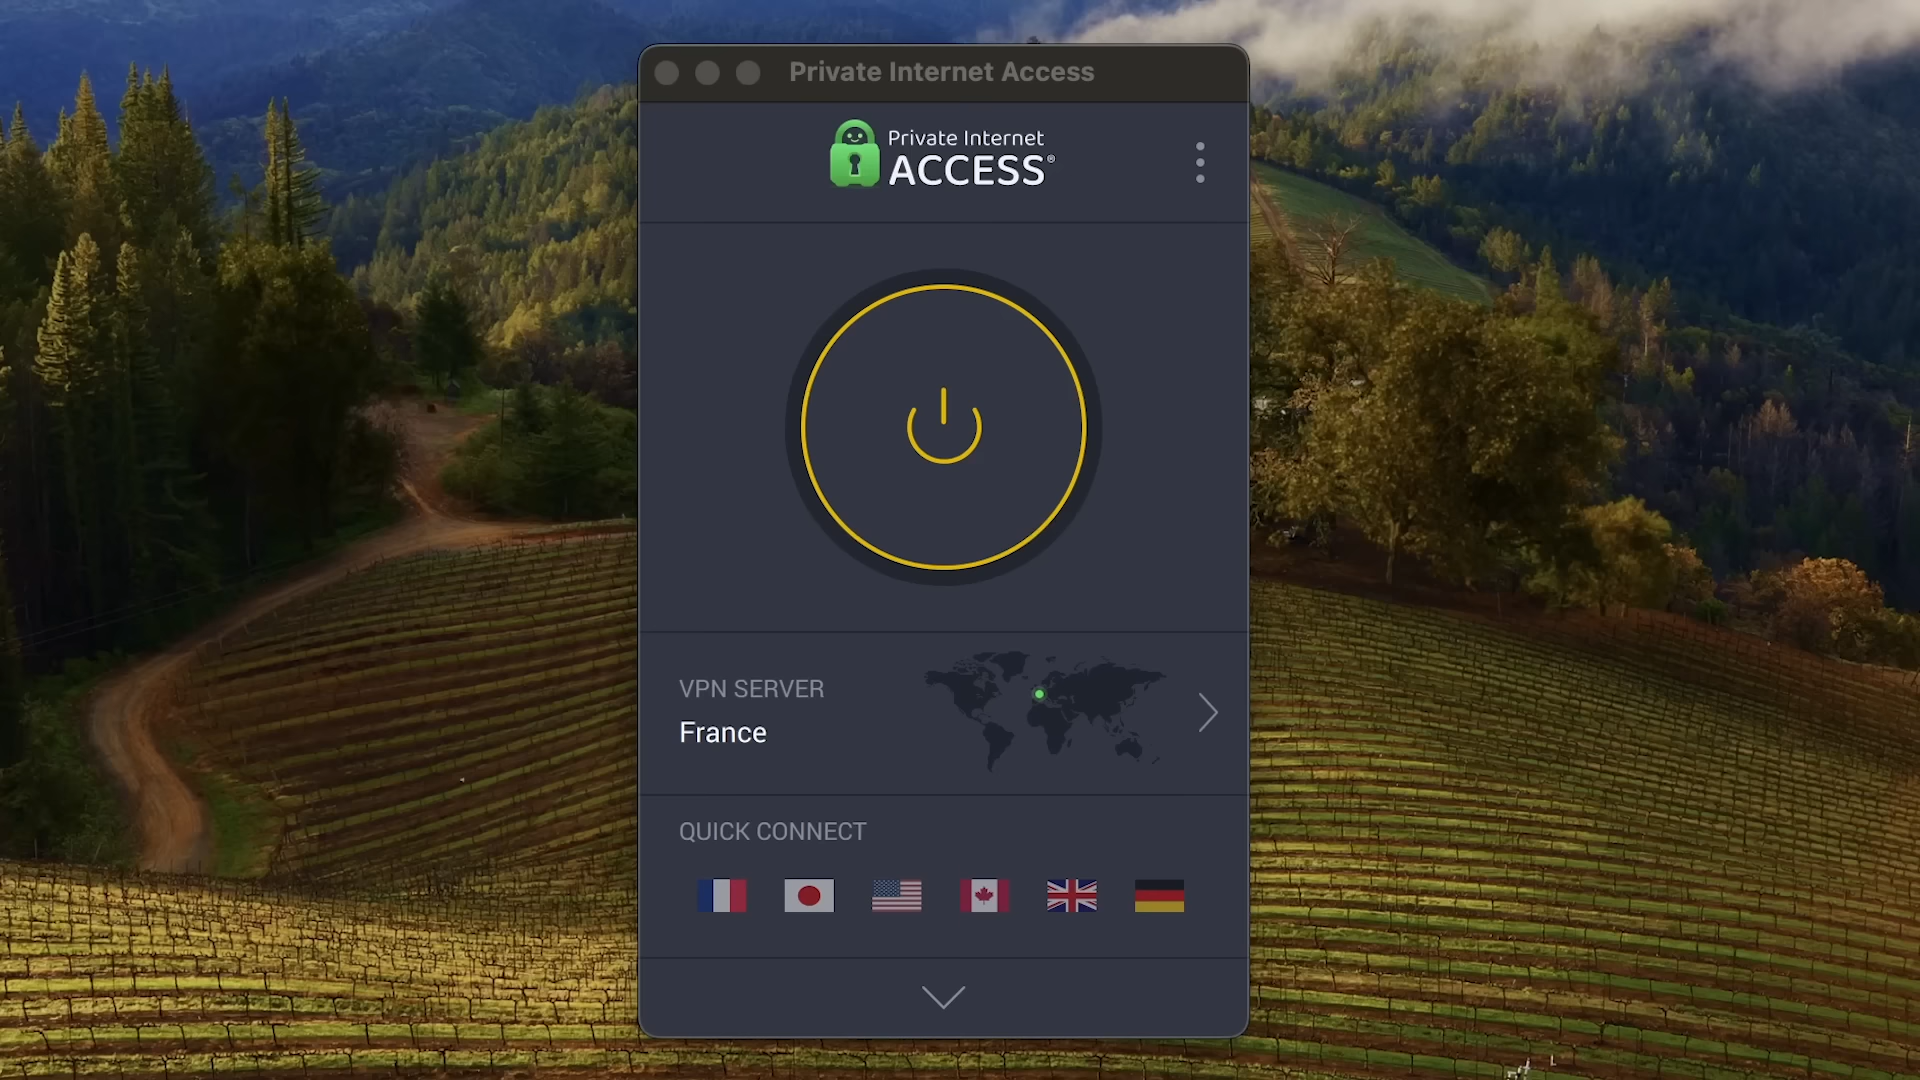 Private Internet Access
Private Internet
ACCESS®
VPN SERVER
France
QUICK CONNECT